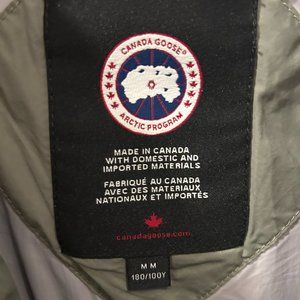 CANADA GOOSE®
ARCTIC PROGRAM
MADE IN CANADA
WITH DOMESTIC AND
IMPORTED MATERIALS
FABRIQUÉ AU CANADA
AVEC DES MATERIAUX
NATIONAUX ET IMPORTÉS
canadagoose.com
M M
180/100Y